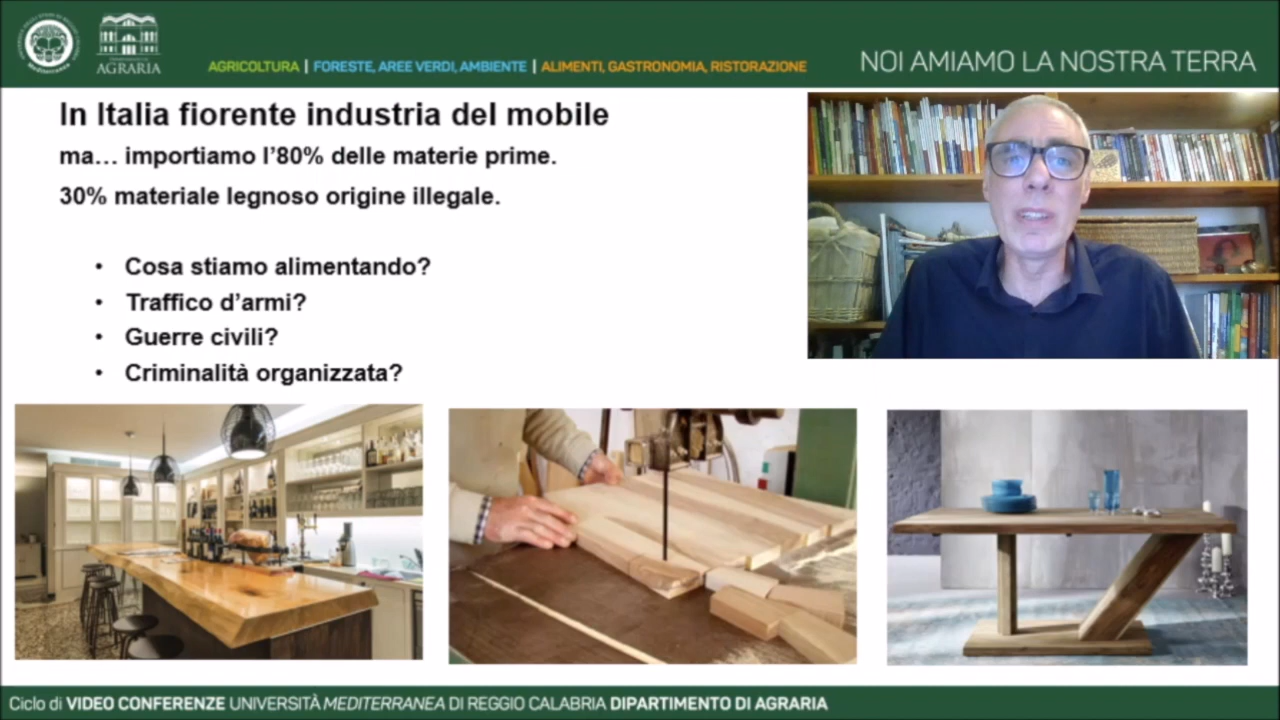 AGRARIA
AGRICOLTURA | FORESTE, AREE VERDI, AMBIENTE | ALIMENTI, GASTRONOMIA, RISTORAZIONE
NOI AMIAMO LA NOSTRA TERRA
In Italia fiorente industria del mobile
ma… importiamo l’80% delle materie prime.
30% materiale legnoso origine illegale.
• Cosa stiamo alimentando?
• Traffico d’armi?
• Guerre civili?
• Criminalità organizzata?
Ciclo di VIDEO CONFERENZE UNIVERSITÀ MEDITERRANEA DI REGGIO CALABRIA DIPARTIMENTO DI AGRARIA